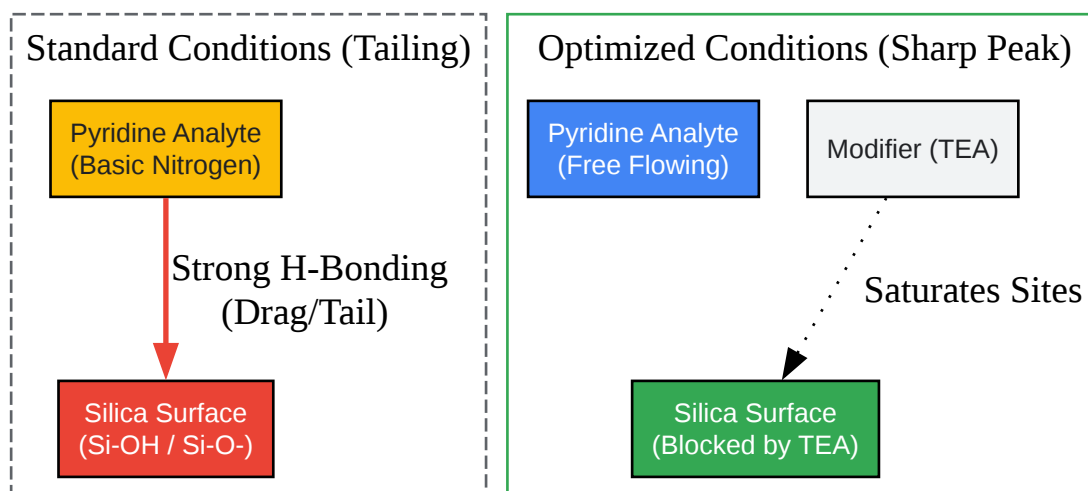 Standard Conditions (Tailing)
Pyridine Analyte
(Basic Nitrogen)
Strong H-Bonding
(Drag/Tail)
Silica Surface
(Si-OH / Si-O-)
Optimized Conditions (Sharp Peak)
Pyridine Analyte
(Free Flowing)
Modifier (TEA)
Saturates Sites
Silica Surface
(Blocked by TEA)